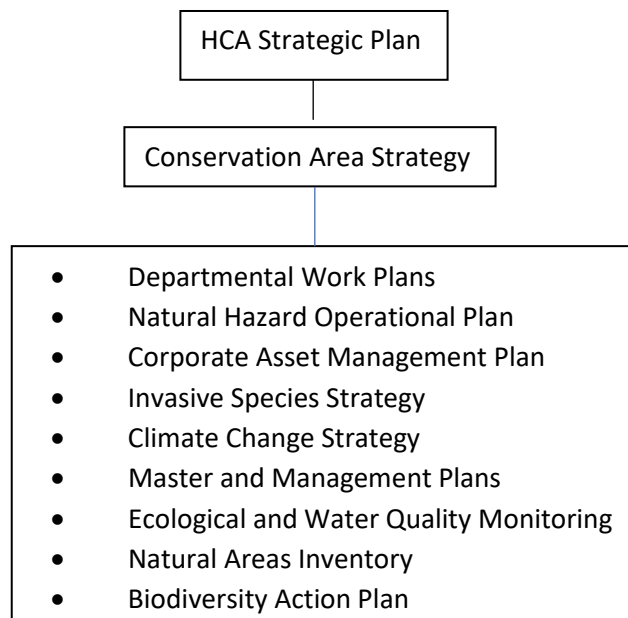 HCA Strategic Plan
Conservation Area Strategy
• Departmental Work Plans
• Natural Hazard Operational Plan
• Corporate Asset Management Plan
• Invasive Species Strategy
• Climate Change Strategy
• Master and Management Plans
• Ecological and Water Quality Monitoring
• Natural Areas Inventory
• Biodiversity Action Plan